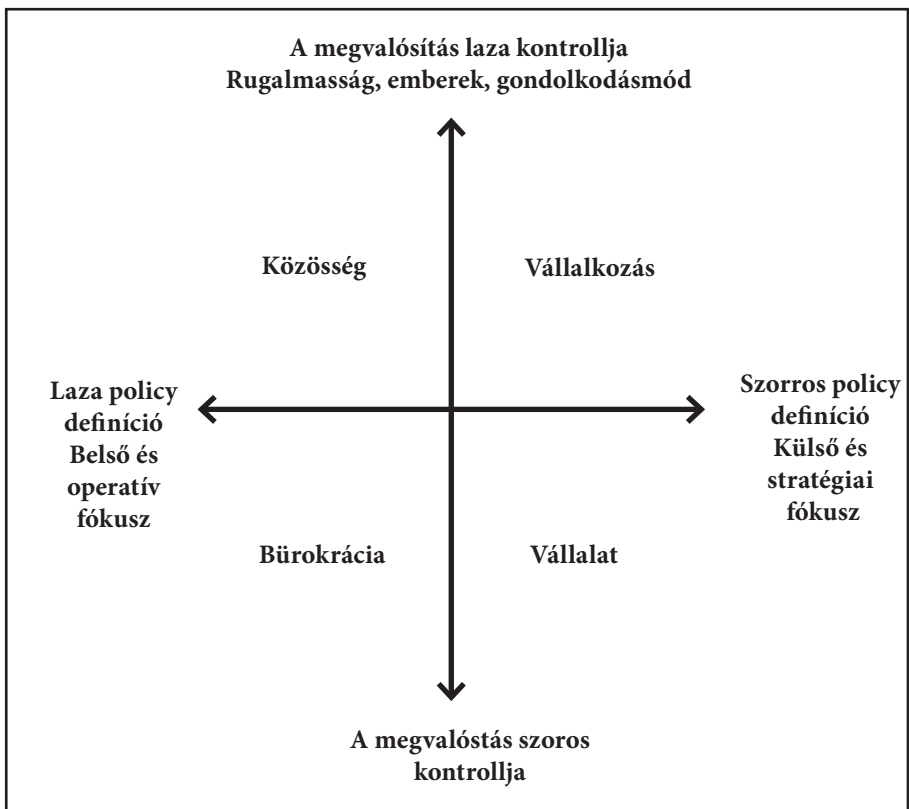 A megvalósítás laza kontrollja
Rugalmasság, emberek, gondolkodásmód
Közösség
Vállalkozás
Laza policy
definíció
Belső és
operatív
fókusz
Szorros policy
definíció
Külső és
stratégiai
fókusz
Bürokrácia
Vállalat
A megvalóstás szoros
kontrollja